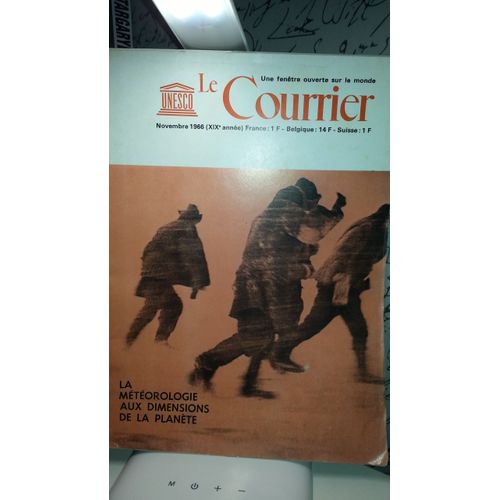 TARGARY
Une fenêtre ouverte sur le monde
UNESCO
Le Courrier
Novembre 1966 (XIXe année) France : 1 F - Belgique : 14 F - Suisse : 1 F
LA
MÉTÉOROLOGIE
AUX DIMENSIONS
DE LA PLANÈTE
M